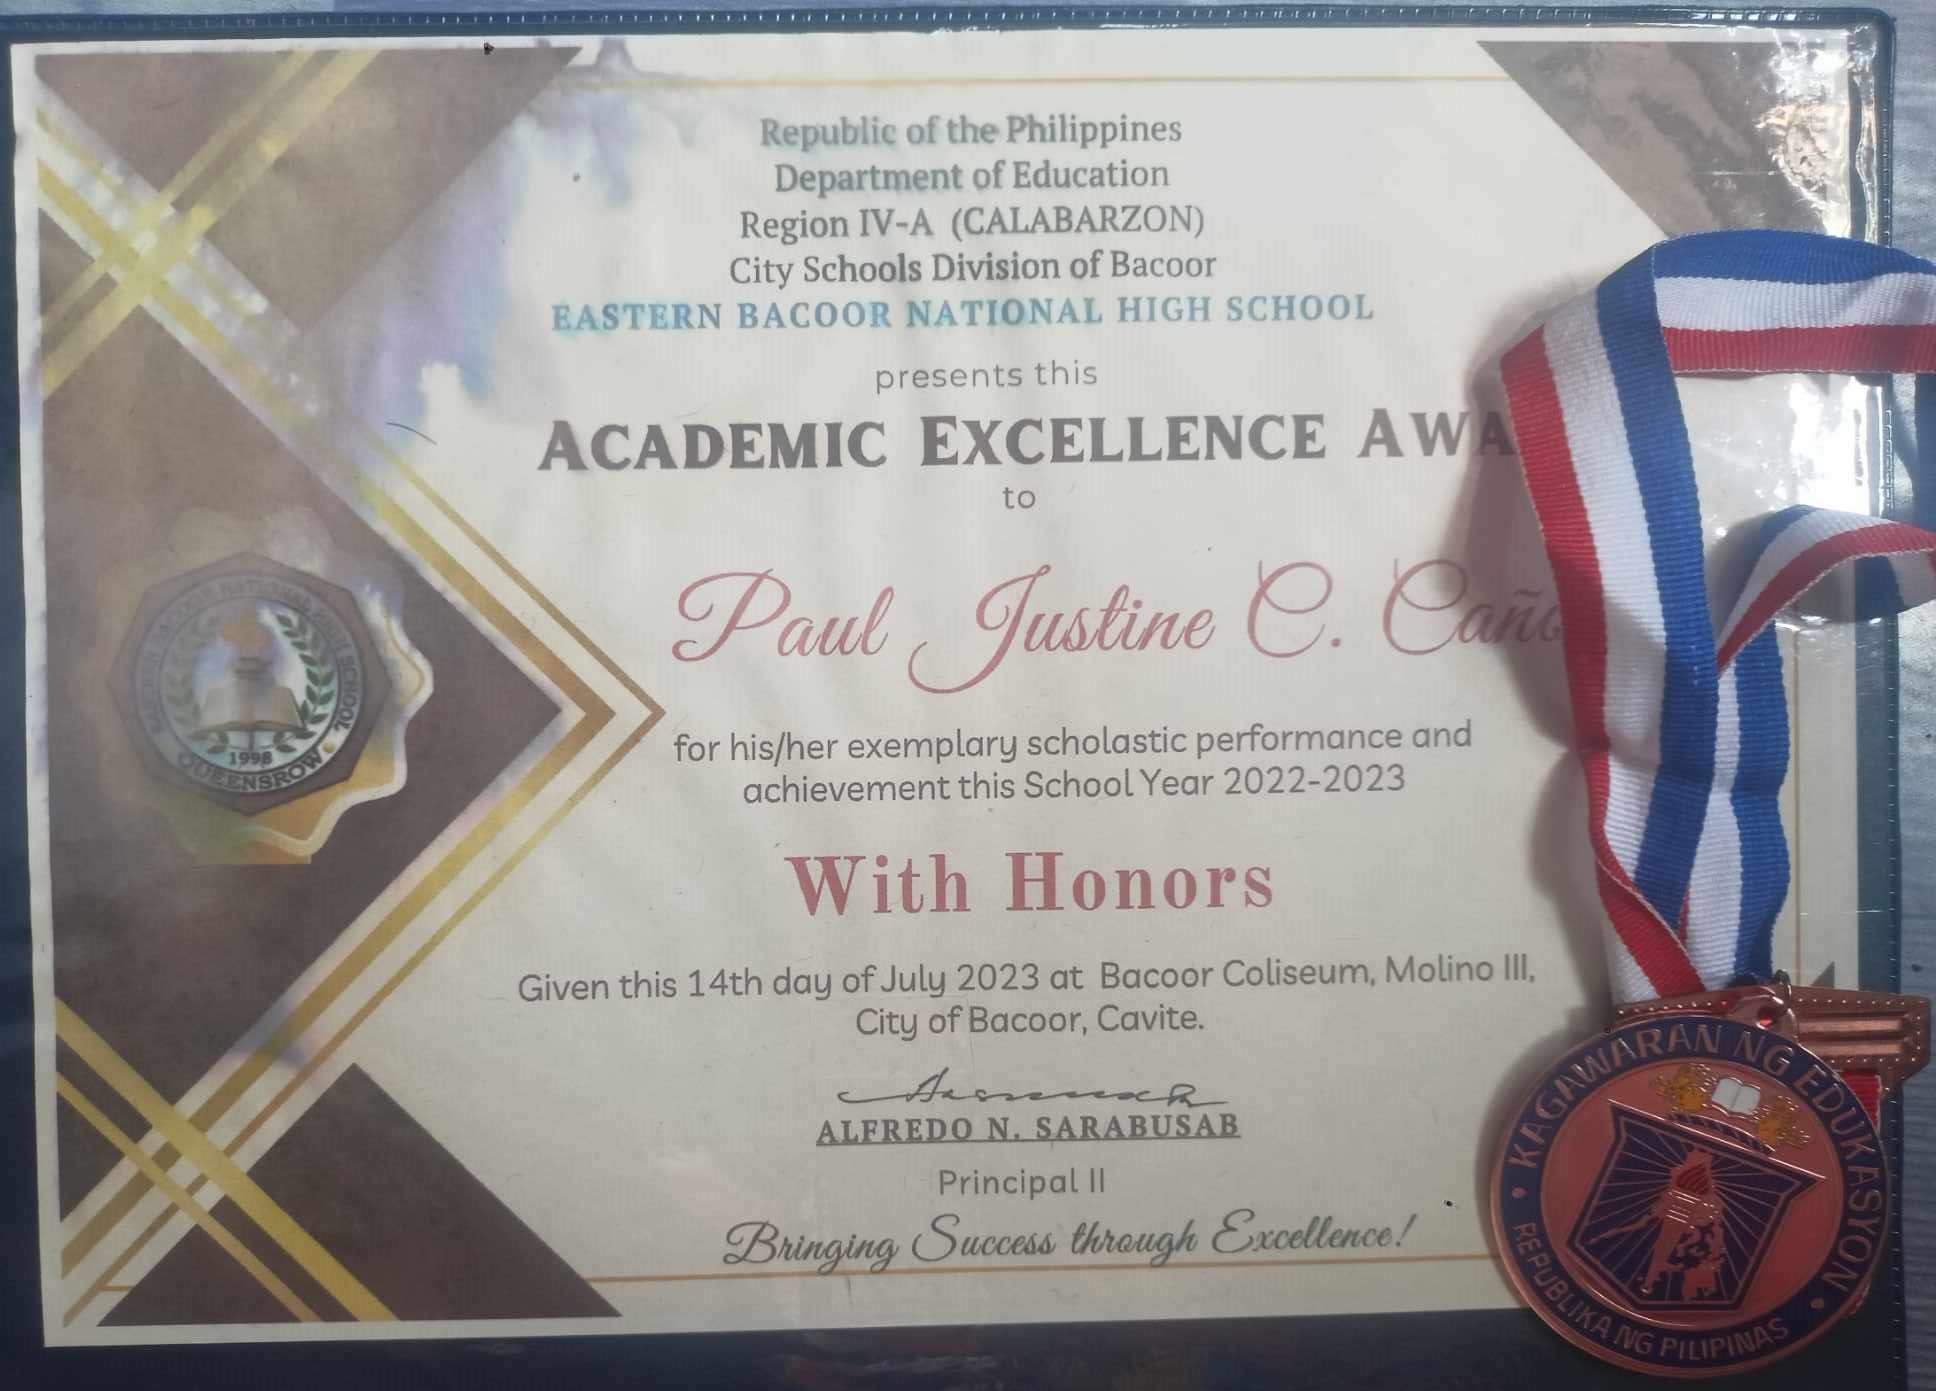 Republic of the Philippines
Department of Education
Region IV-A (CALABARZON)
City Schools Division of Bacoor
EASTERN BACOOR NATIONAL HIGH SCHOOL
presents this
ACADEMIC EXCELLENCE AWA
to
Paul Justine C. Caño
for his/her exemplary scholastic performance and
achievement this School Year 2022-2023
With Honors
Given this 14th day of July 2023 at Bacoor Coliseum, Molino III,
City of Bacoor, Cavite.
ALFREDO N. SARABUSAB
Principal II
Bringing Success through Excellence!
EASTERN BACOOR NATIONAL HIGH SCHOOL
1998
QUEENSROW
KAGAWARAN NG EDUKASYON
REPUBLIKA NG PILIPINAS